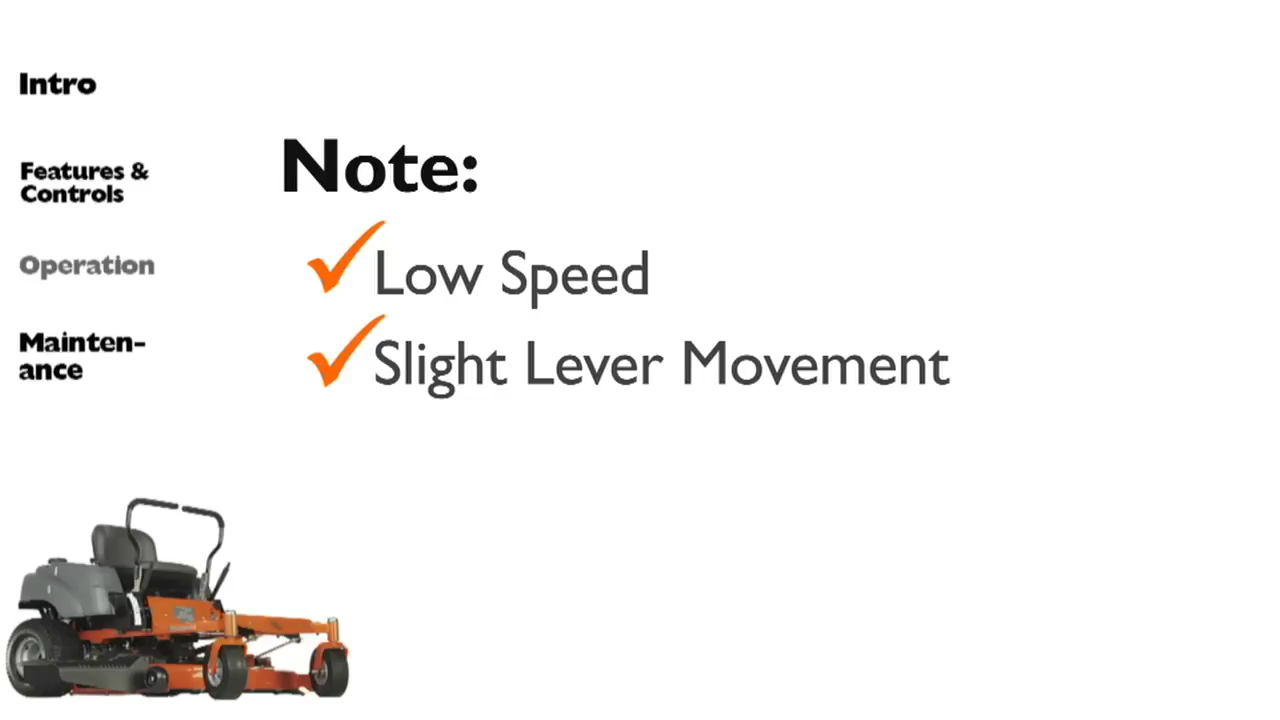 Intro
Features &
Controls
Operation
Mainten-
ance
Note:
Low Speed
Slight Lever Movement